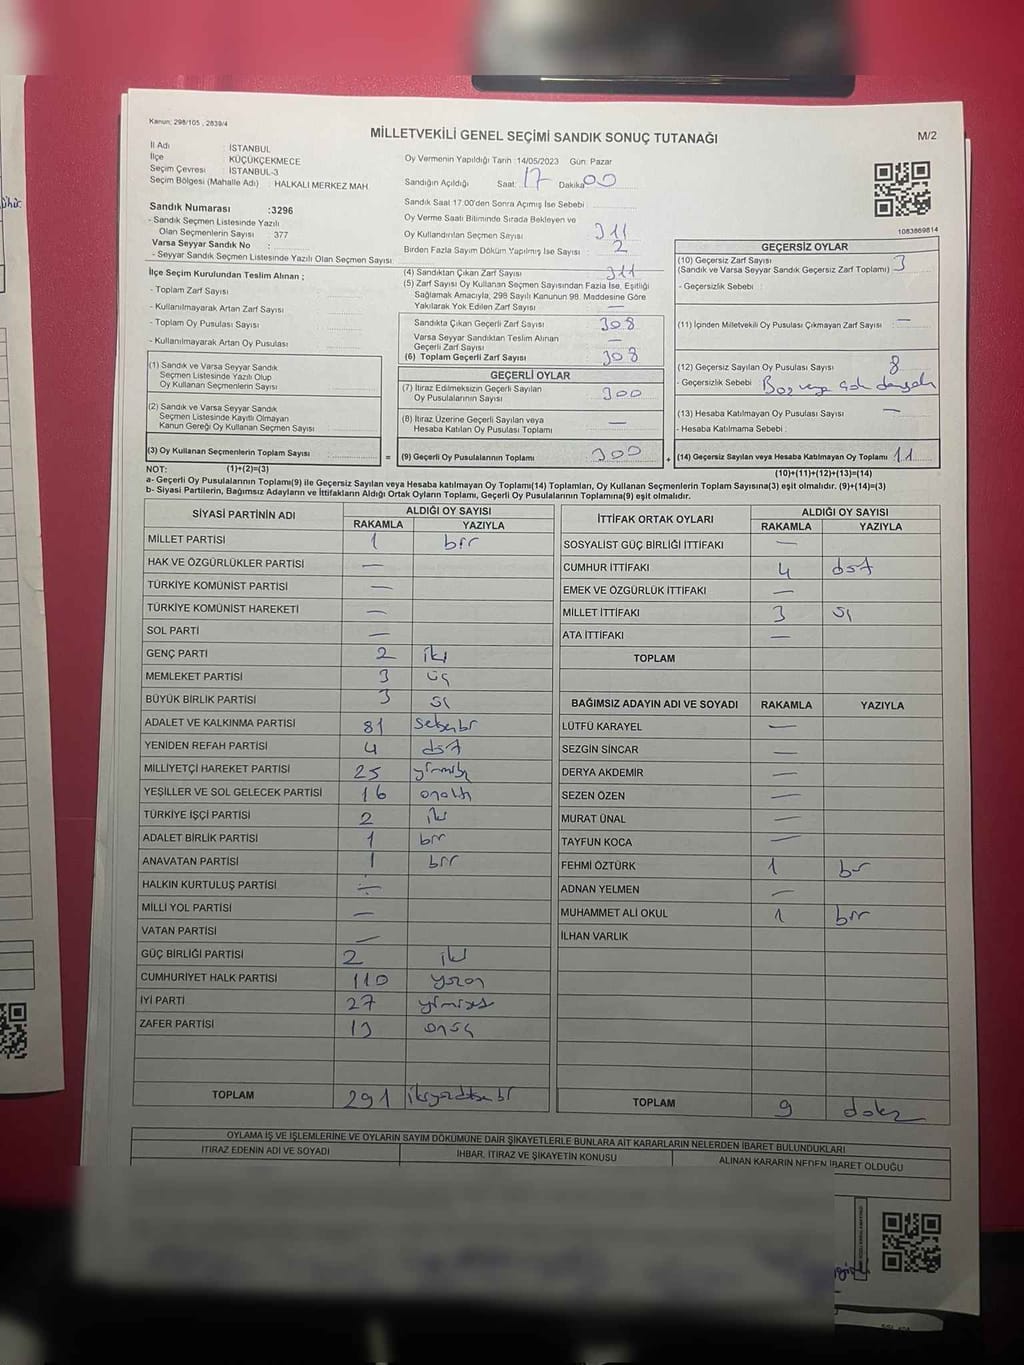 Kanun: 298/105 , 2839/4
MİLLETVEKİLİ GENEL SEÇİMİ SANDIK SONUÇ TUTANAĞI
M/2
İl Adı : İSTANBUL
İlçe : KÜÇÜKÇEKMECE
Seçim Çevresi : İSTANBUL-3
Seçim Bölgesi (Mahalle Adı) : HALKALI MERKEZ MAH.
Oy Vermenin Yapıldığı Tarih :14/05/2023 Gün: Pazar
Sandığın Açıldığı Saat: 17 Dakika 00
Sandık Saat 17:00'den Sonra Açılmış İse Sebebi :
Sandık Numarası :3296
- Sandık Seçmen Listesinde Yazılı
Olan Seçmenlerin Sayısı : 377
Varsa Seyyar Sandık No :
- Seyyar Sandık Seçmen Listesinde Yazılı Olan Seçmen Sayısı:
Oy Verme Saati Bitiminde Sırada Bekleyen ve
Oy Kullandırılan Seçmen Sayısı : 311
Birden Fazla Sayım Döküm Yapılmış İse Sayısı : 2
1083869814
İlçe Seçim Kurulundan Teslim Alınan ;
- Toplam Zarf Sayısı :
- Kullanılmayarak Artan Zarf Sayısı :
- Toplam Oy Pusulası Sayısı :
- Kullanılmayarak Artan Oy Pusulası :
(1) Sandık ve Varsa Seyyar Sandık
Seçmen Listesinde Yazılı Olup
Oy Kullanan Seçmenlerin Sayısı :
(2) Sandık ve Varsa Seyyar Sandık
Seçmen Listesinde Kayıtlı Olmayan
Kanun Gereği Oy Kullanan Seçmen Sayısı :
(3) Oy Kullanan Seçmenlerin Toplam Sayısı :
(4) Sandıktan Çıkan Zarf Sayısı : 311
(5) Zarf Sayısı Oy Kullanan Seçmen Sayısından Fazla İse, Eşitliği
Sağlamak Amacıyla, 298 Sayılı Kanunun 98. Maddesine Göre
Yakılarak Yok Edilen Zarf Sayısı : —
Sandıkta Çıkan Geçerli Zarf Sayısı : 308
Varsa Seyyar Sandıktan Teslim Alınan
Geçerli Zarf Sayısı : —
(6) Toplam Geçerli Zarf Sayısı : 308
GEÇERLİ OYLAR
(7) İtiraz Edilmeksizin Geçerli Sayılan
Oy Pusulalarının Sayısı : 300
(8) İtiraz Üzerine Geçerli Sayılan veya
Hesaba Katılan Oy Pusulası Toplamı : —
= (9) Geçerli Oy Pusulalarının Toplamı : 300 +
GEÇERSİZ OYLAR
(10) Geçersiz Zarf Sayısı
(Sandık ve Varsa Seyyar Sandık Geçersiz Zarf Toplamı) : 3
- Geçersizlik Sebebi :
(11) İçinden Milletvekili Oy Pusulası Çıkmayan Zarf Sayısı : —
(12) Geçersiz Sayılan Oy Pusulası Sayısı : 8
- Geçersizlik Sebebi : Boş veya
(13) Hesaba Katılmayan Oy Pusulası Sayısı : —
- Hesaba Katılmama Sebebi :
(14) Geçersiz Sayılan veya Hesaba Katılmayan Oy Toplamı : 11
NOT: (1)+(2)=(3)
(10)+(11)+(12)+(13)=(14)
a- Geçerli Oy Pusulalarının Toplamı(9) ile Geçersiz Sayılan veya Hesaba katılmayan Oy Toplamı(14) Toplamları, Oy Kullanan Seçmenlerin Toplam Sayısına(3) eşit olmalıdır. (9)+(14)=(3)
b- Siyasi Partilerin, Bağımsız Adayların ve İttifakların Aldığı Ortak Oyların Toplamı, Geçerli Oy Pusulalarının Toplamına(9) eşit olmalıdır.
SİYASİ PARTİNİN ADI ALDIĞI OY SAYISI
RAKAMLA YAZIYLA
MİLLET PARTİSİ 1 bir
HAK VE ÖZGÜRLÜKLER PARTİSİ —
TÜRKİYE KOMÜNİST PARTİSİ —
TÜRKİYE KOMÜNİST HAREKETİ —
SOL PARTİ —
GENÇ PARTİ 2 iki
MEMLEKET PARTİSİ 3 üç
BÜYÜK BİRLİK PARTİSİ 3 üç
ADALET VE KALKINMA PARTİSİ 81 seksenbir
YENİDEN REFAH PARTİSİ 4 dört
MİLLİYETÇİ HAREKET PARTİSİ 25 yirmibeş
YEŞİLLER VE SOL GELECEK PARTİSİ 16 onaltı
TÜRKİYE İŞÇİ PARTİSİ 2 iki
ADALET BİRLİK PARTİSİ 1 bir
ANAVATAN PARTİSİ 1 bir
HALKIN KURTULUŞ PARTİSİ —
MİLLİ YOL PARTİSİ —
VATAN PARTİSİ —
GÜÇ BİRLİĞİ PARTİSİ 2 iki
CUMHURİYET HALK PARTİSİ 110 yüzon
İYİ PARTİ 27 yirmiyedi
ZAFER PARTİSİ 13 onüç
TOPLAM 291 ikiyüzdoksanbir
İTTİFAK ORTAK OYLARI ALDIĞI OY SAYISI
RAKAMLA YAZIYLA
SOSYALİST GÜÇ BİRLİĞİ İTTİFAKI —
CUMHUR İTTİFAKI 4 dört
EMEK VE ÖZGÜRLÜK İTTİFAKI —
MİLLET İTTİFAKI 3 üç
ATA İTTİFAKI —
TOPLAM
BAĞIMSIZ ADAYIN ADI VE SOYADI RAKAMLA YAZIYLA
LÜTFÜ KARAYEL —
SEZGİN SİNCAR —
DERYA AKDEMİR —
SEZEN ÖZEN —
MURAT ÜNAL —
TAYFUN KOCA —
FEHMİ ÖZTÜRK 1 bir
ADNAN YELMEN —
MUHAMMET ALİ OKUL 1 bir
İLHAN VARLIK
TOPLAM 9 dokuz
OYLAMA İŞ VE İŞLEMLERİNE VE OYLARIN SAYIM DÖKÜMÜNE DAİR ŞİKAYETLERLE BUNLARA AİT KARARLARIN NELERDEN İBARET BULUNDUKLARI
İTİRAZ EDENİN ADI VE SOYADI İHBAR, İTİRAZ VE ŞİKAYETİN KONUSU ALINAN KARARIN NEDEN İBARET OLDUĞU